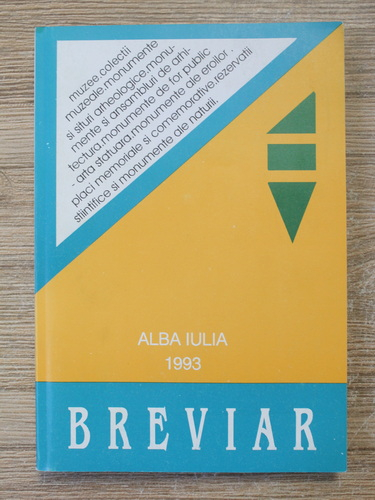 muzee.colectii
muzeale.monumente
si situri arheologice.monu-
mente si ansambluri de arhi-
tectura.monumente de for public
- arta statuara.monumente ale eroilor.
placi memoriale si comemorative.rezervatii
stiintifice si monumente ale naturii.
ALBA IULIA
1993
BREVIAR